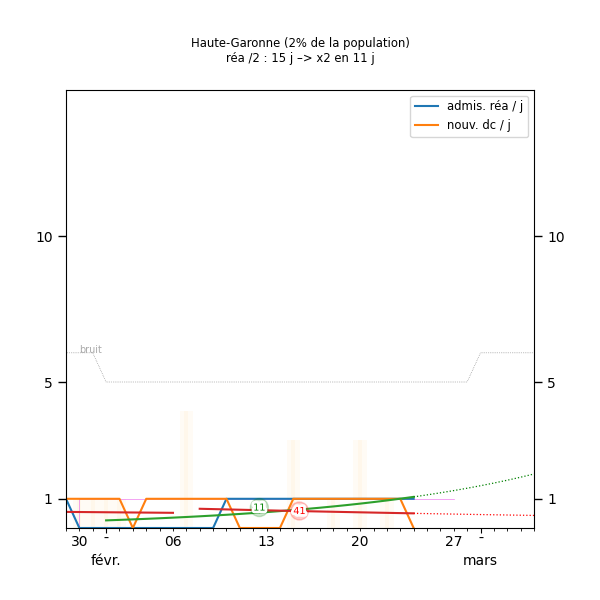 Haute-Garonne (2% de la population)
réa /2 : 15 j –> x2 en 11 j
admis. réa / j
nouv. dc / j
10
10
bruit
5
5
1
1
11
41
30
-
06
13
20
27
-
févr.
mars